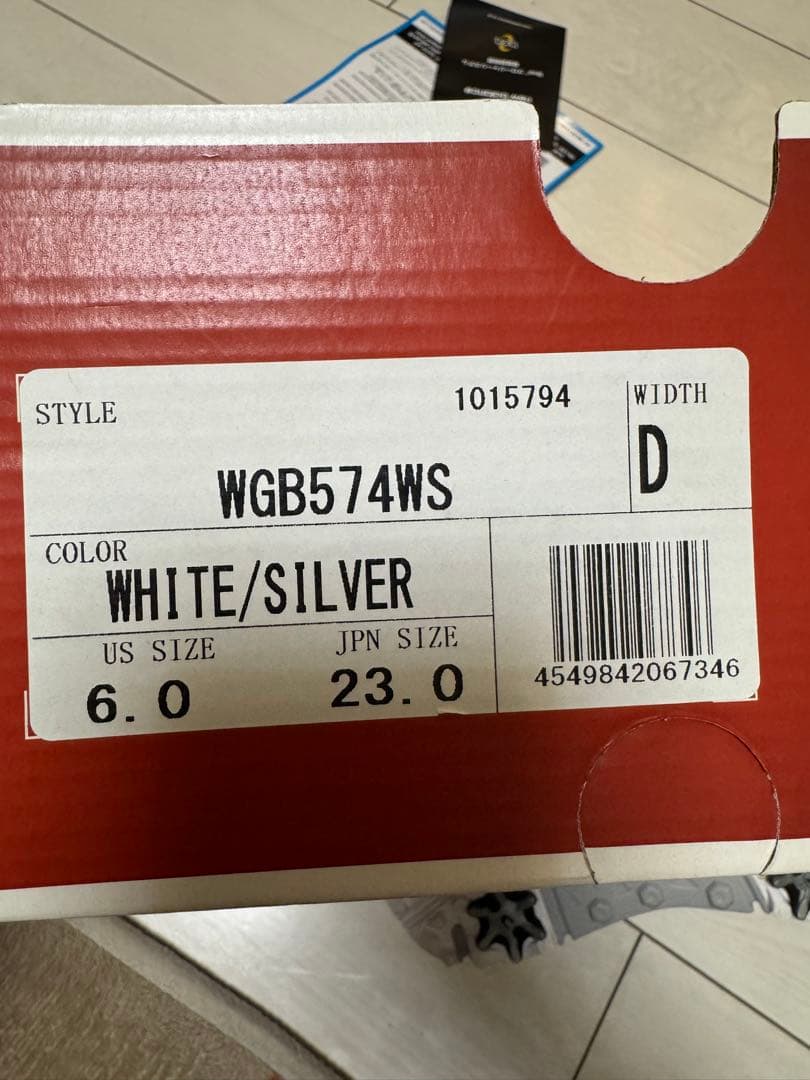 STYLE
1015794
WIDTH
D
WGB574WS
COLOR
WHITE/SILVER
US SIZE
6.0
JPN SIZE
23.0
4549842067346